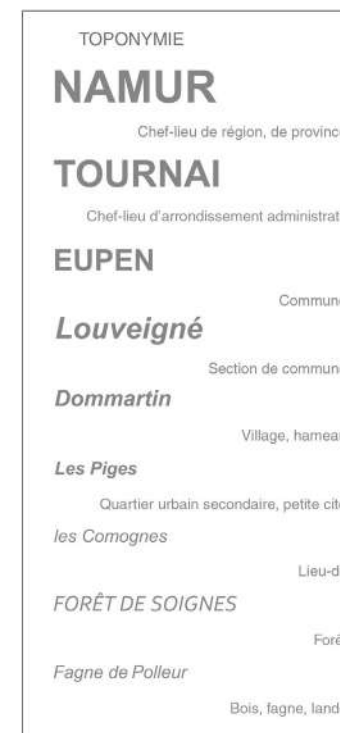 TOPONYMIE
NAMUR
Chef-lieu de région, de provinc
TOURNAI
Chef-lieu d'arrondissement administrat
EUPEN
Commun
Louveigné
Section de commun
Dommartin
Village, hamea
Les Piges
Quartier urbain secondaire, petite cit
les Comognes
Lieu-d
FORÊT DE SOIGNES
Forê
Fagne de Polleur
Bois, fagne, land